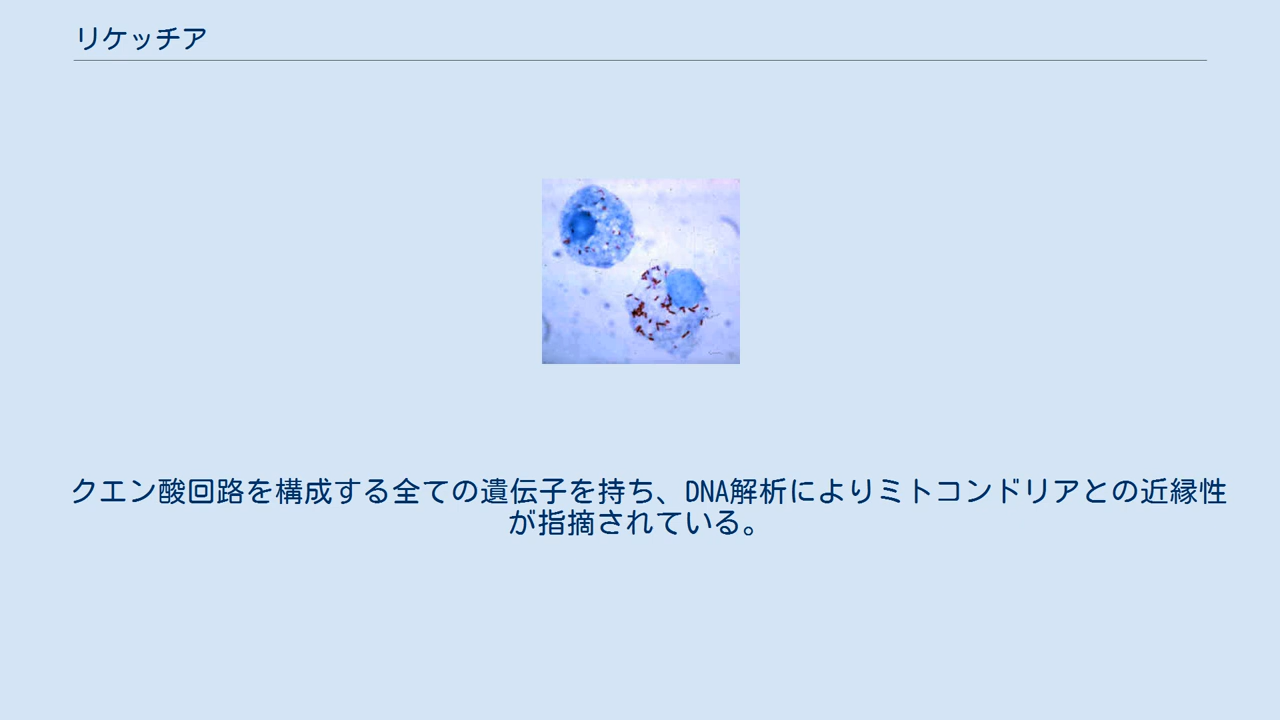 リケッチア
クエン酸回路を構成する全ての遺伝子を持ち、DNA解析によりミトコンドリアとの近縁性
が指摘されている。